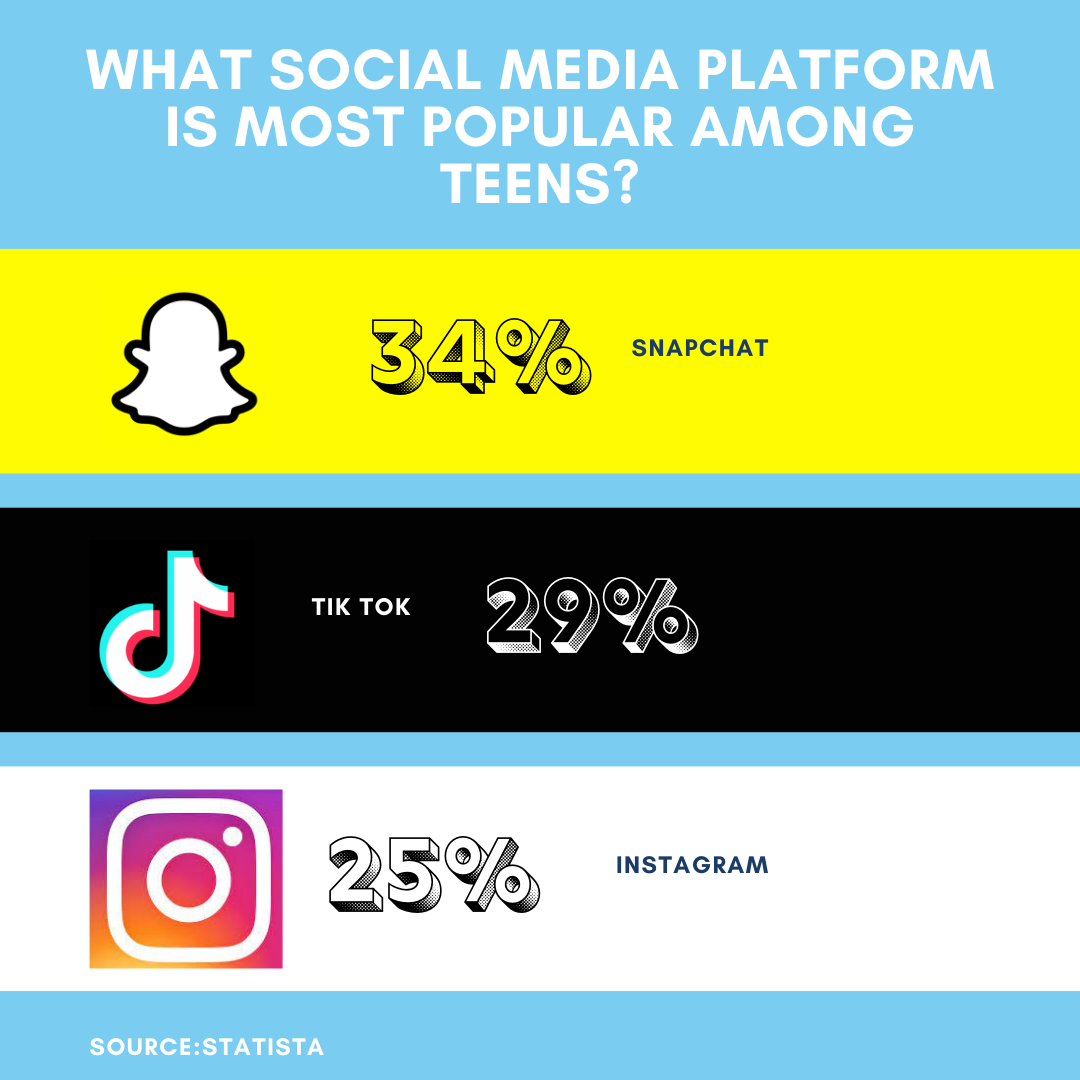 WHAT SOCIAL MEDIA PLATFORM
IS MOST POPULAR AMONG
TEENS?
34% SNAPCHAT
TIK TOK 29%
25% INSTAGRAM
SOURCE:STATISTA